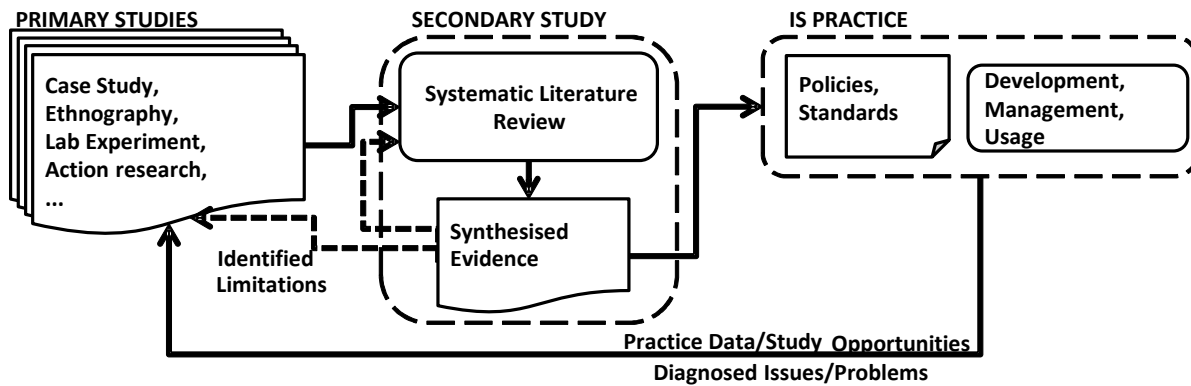 PRIMARY STUDIES
Case Study,
Ethnography,
Lab Experiment,
Action research,
...
SECONDARY STUDY
Systematic Literature
Review
Synthesised
Evidence
Identified
Limitations
IS PRACTICE
Policies,
Standards
Development,
Management,
Usage
Practice Data/Study Opportunities
Diagnosed Issues/Problems